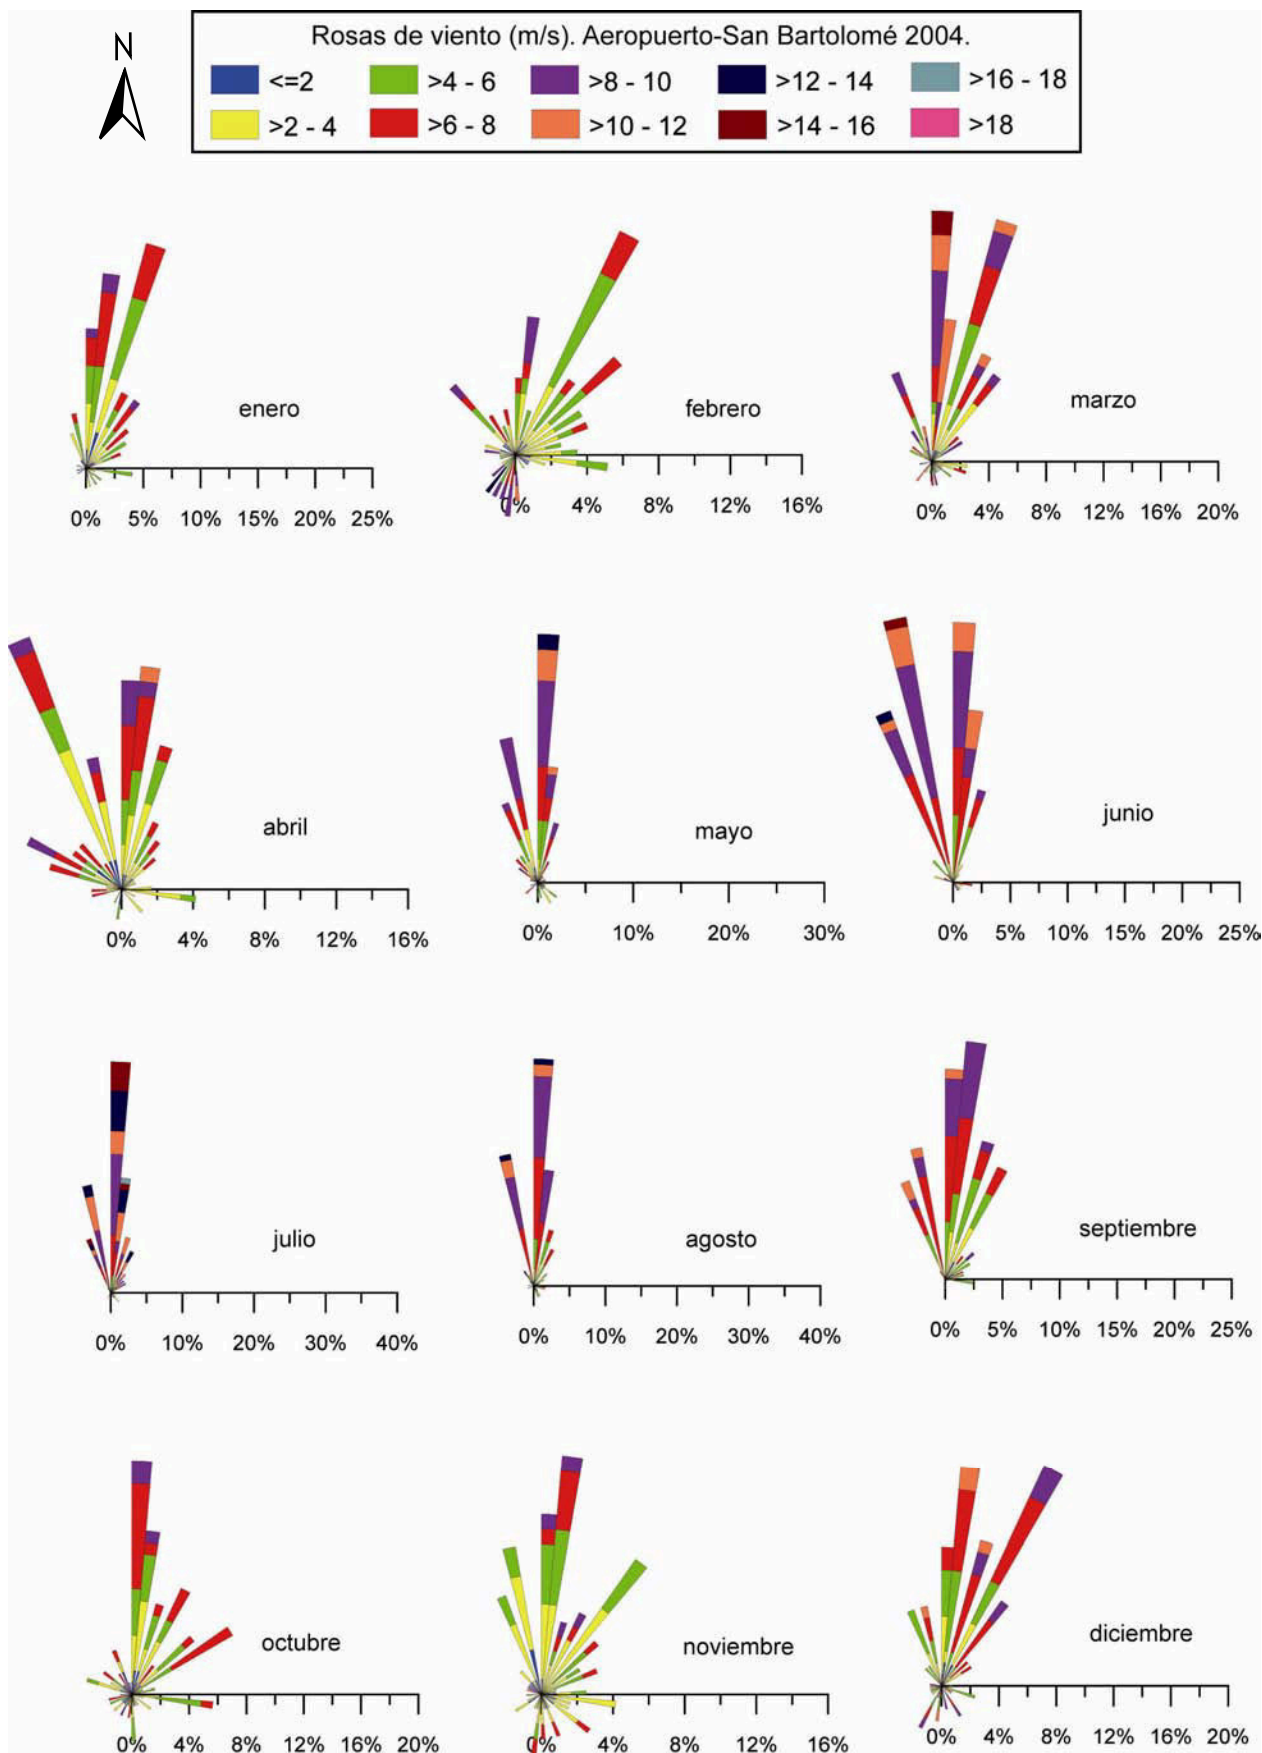 N
Rosas de viento (m/s). Aeropuerto-San Bartolomé 2004.
<=2 >4 - 6 >8 - 10 >12 - 14 >16 - 18
>2 - 4 >6 - 8 >10 - 12 >14 - 16 >18
enero febrero marzo
0% 5% 10% 15% 20% 25% 0% 4% 8% 12% 16% 0% 4% 8% 12% 16% 20%
abril mayo junio
0% 4% 8% 12% 16% 0% 10% 20% 30% 0% 5% 10% 15% 20% 25%
julio agosto septiembre
0% 10% 20% 30% 40% 0% 10% 20% 30% 40% 0% 5% 10% 15% 20% 25%
octubre noviembre diciembre
0% 4% 8% 12% 16% 20% 0% 4% 8% 12% 16% 0% 4% 8% 12% 16% 20%